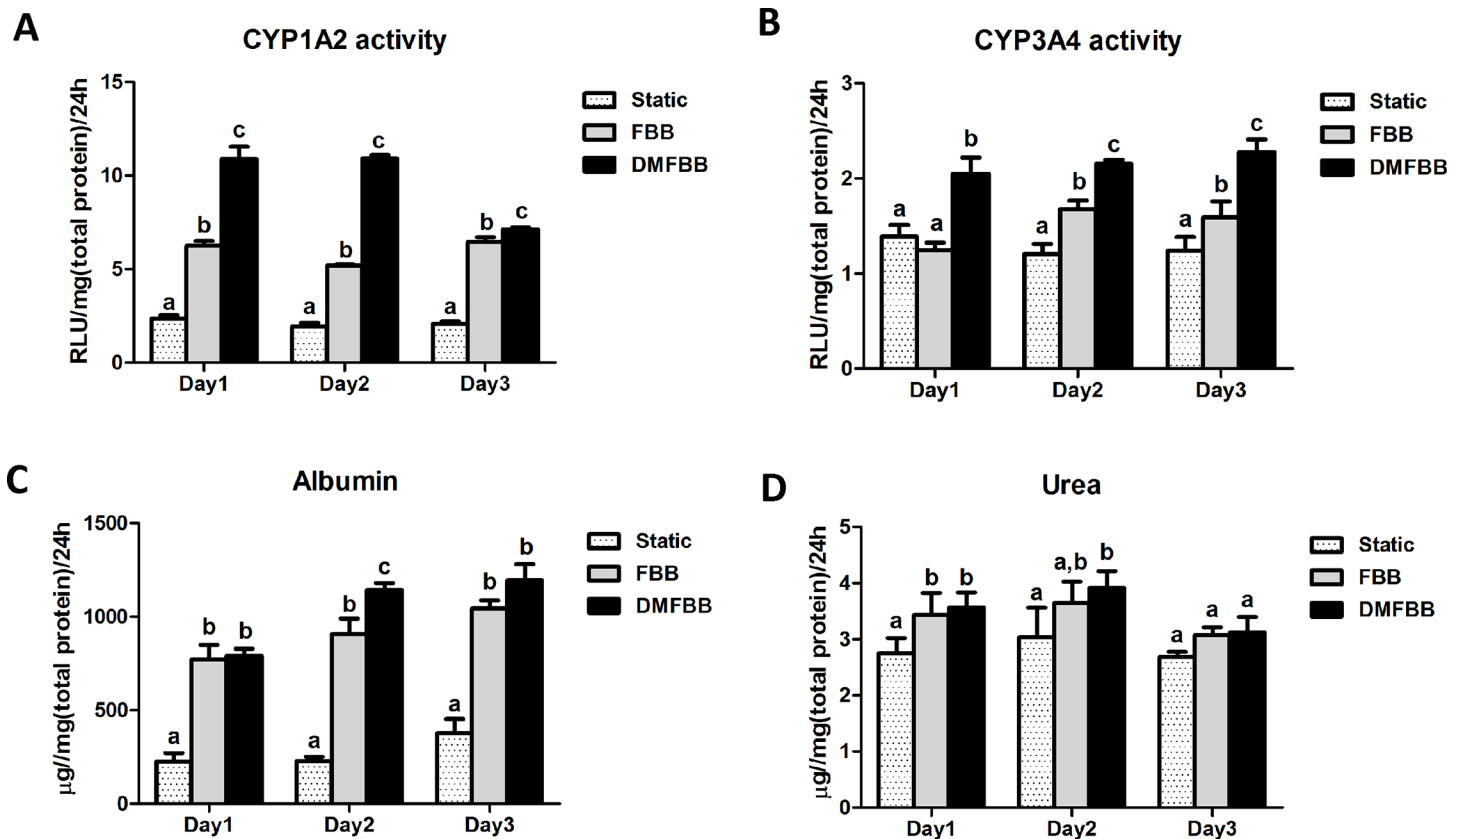 A
CYP1A2 activity
RLU/mg(total protein)/24h
15
10
5
0
a
b
c
a
b
c
a
b
c
Day1
Day2
Day3
Static
FBB
DMFBB
B
CYP3A4 activity
RLU/mg(total protein)/24h
3
2
1
0
a
a
b
a
b
c
a
b
c
Day1
Day2
Day3
Static
FBB
DMFBB
C
Albumin
µg//mg(total protein)/24h
1500
1000
500
0
a
b
b
a
b
c
a
b
b
Day1
Day2
Day3
Static
FBB
DMFBB
D
Urea
µg//mg(total protein)/24h
5
4
3
2
1
0
a
b
b
a
a,b
b
a
a
a
Day1
Day2
Day3
Static
FBB
DMFBB